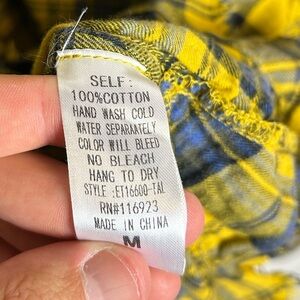 SELF:
100%COTTON
HAND WASH COLD
WATER SEPARATELY
COLOR WILL BLEED
NO BLEACH
HANG TO DRY
STYLE :ET16600-TAL
RN#116923
MADE IN CHINA
M